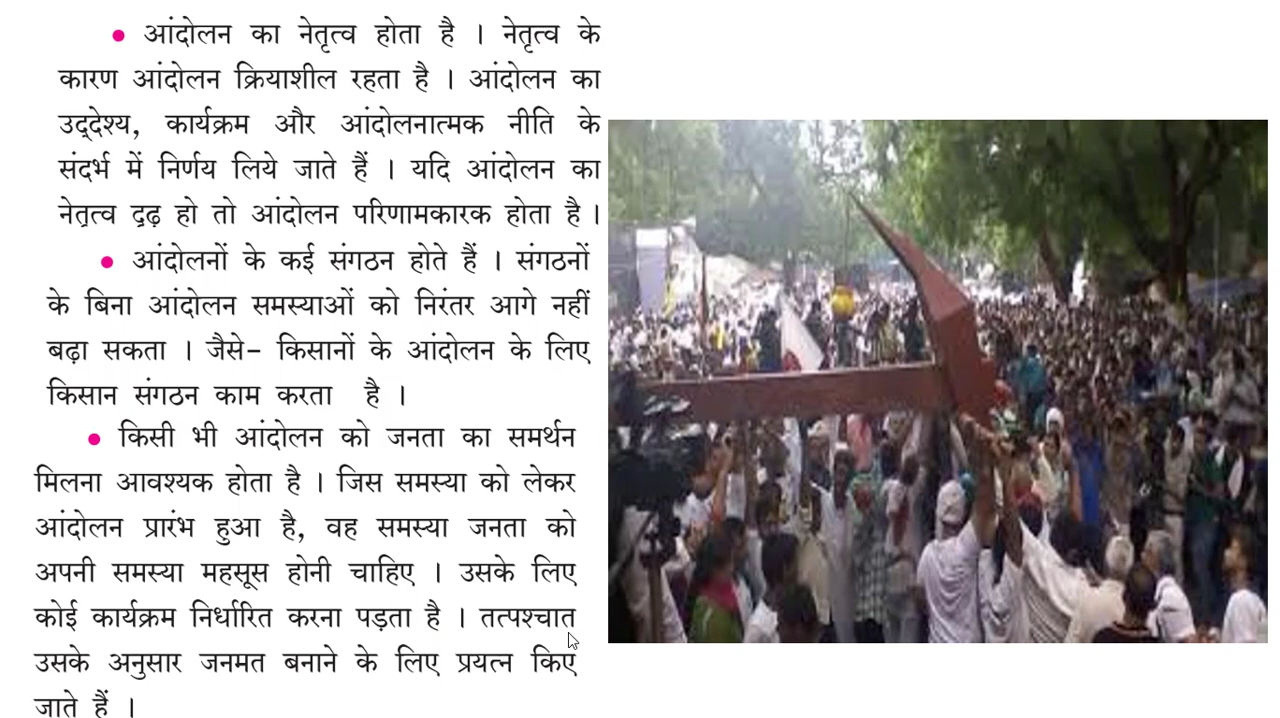 • आंदोलन का नेतृत्व होता है । नेतृत्व के
कारण आंदोलन क्रियाशील रहता है । आंदोलन का
उद्देश्य, कार्यक्रम और आंदोलनात्मक नीति के
संदर्भ में निर्णय लिये जाते हैं । यदि आंदोलन का
नेतृत्व दृढ़ हो तो आंदोलन परिणामकारक होता है ।
• आंदोलनों के कई संगठन होते हैं । संगठनों
के बिना आंदोलन समस्याओं को निरंतर आगे नहीं
बढ़ा सकता । जैसे- किसानों के आंदोलन के लिए
किसान संगठन काम करता है ।
• किसी भी आंदोलन को जनता का समर्थन
मिलना आवश्यक होता है । जिस समस्या को लेकर
आंदोलन प्रारंभ हुआ है, वह समस्या जनता को
अपनी समस्या महसूस होनी चाहिए । उसके लिए
कोई कार्यक्रम निर्धारित करना पड़ता है । तत्पश्चात
उसके अनुसार जनमत बनाने के लिए प्रयत्न किए
जाते हैं ।